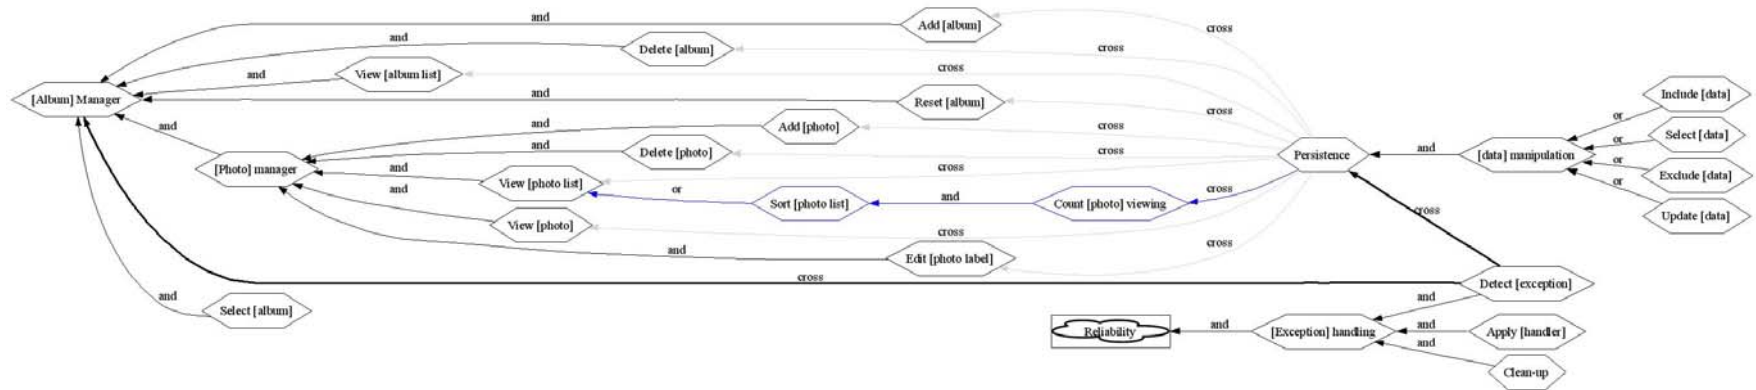 and
Add [album]
cross
and
Delete [album]
cross
and
View [album list]
cross
[Album] Manager
and
Reset [album]
cross
Include [data]
or
and
and
Add [photo]
cross
Select [data]
or
and
Delete [photo]
cross
Persistence
and
[data] manipulation
[Photo] manager
and
View [photo list]
cross
or
Exclude [data]
and
or
Sort [photo list]
and
Count [photo] viewing
cross
or
Update [data]
cross
View [photo]
cross
and
Edit [photo label]
cross
cross
Detect [exception]
and
Select [album]
and
Reliability
and
[Exception] handling
and
Apply [handler]
and
Clean-up